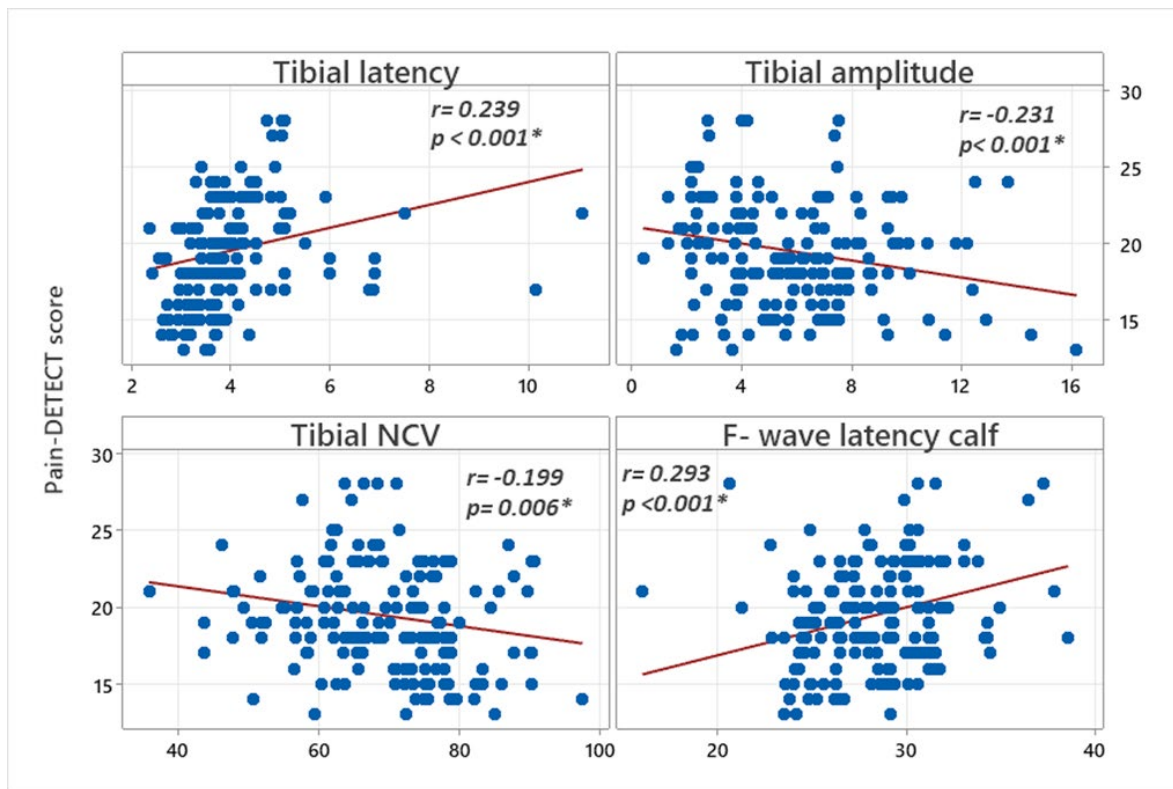 Tibial latency
r= 0.239
p < 0.001*
Tibial amplitude
r= -0.231
p< 0.001*
30
25
20
15
2 4 6 8 10
0 4 8 12 16
Pain-DETECT score
Tibial NCV
r= -0.199
p= 0.006*
F- wave latency calf
r= 0.293
p <0.001*
30
25
20
15
40 60 80 100
20 30 40